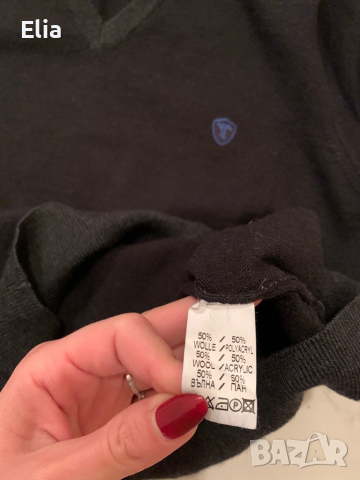 Elia
50% / 50%
WOLLE / POLYACRYL
50% / 50%
WOOL / ACRYLIC
50% / 50%
ВЪЛНА / ПАН
BAZAR